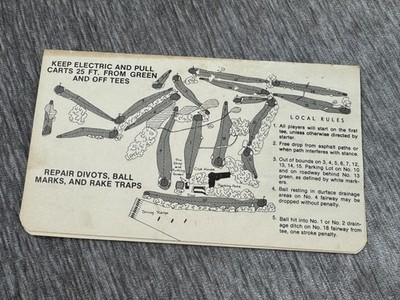 KEEP ELECTRIC AND PULL
CARTS 25 FT. FROM GREEN
AND OFF TEES
REPAIR DIVOTS, BALL
MARKS, AND RAKE TRAPS
Driving Range
LOCAL RULES
1. All players will start on the first
tee, unless otherwise directed by
starter.
2. Free drop from asphalt paths or
when path interferes with stance.
3. Out of bounds on 3, 4, 5, 6, 7, 12,
13, 14, 15. Parking Lot on No. 10
and on roadway behind No. 13
green, as defined by white mark-
ers.
4. Ball resting in surface drainage
areas on No. 4 fairway may be
dropped without penalty.
5. Ball hit into No. 1 or No. 2 drain-
age ditch on No. 18 fairway from
tee, one stroke penalty.